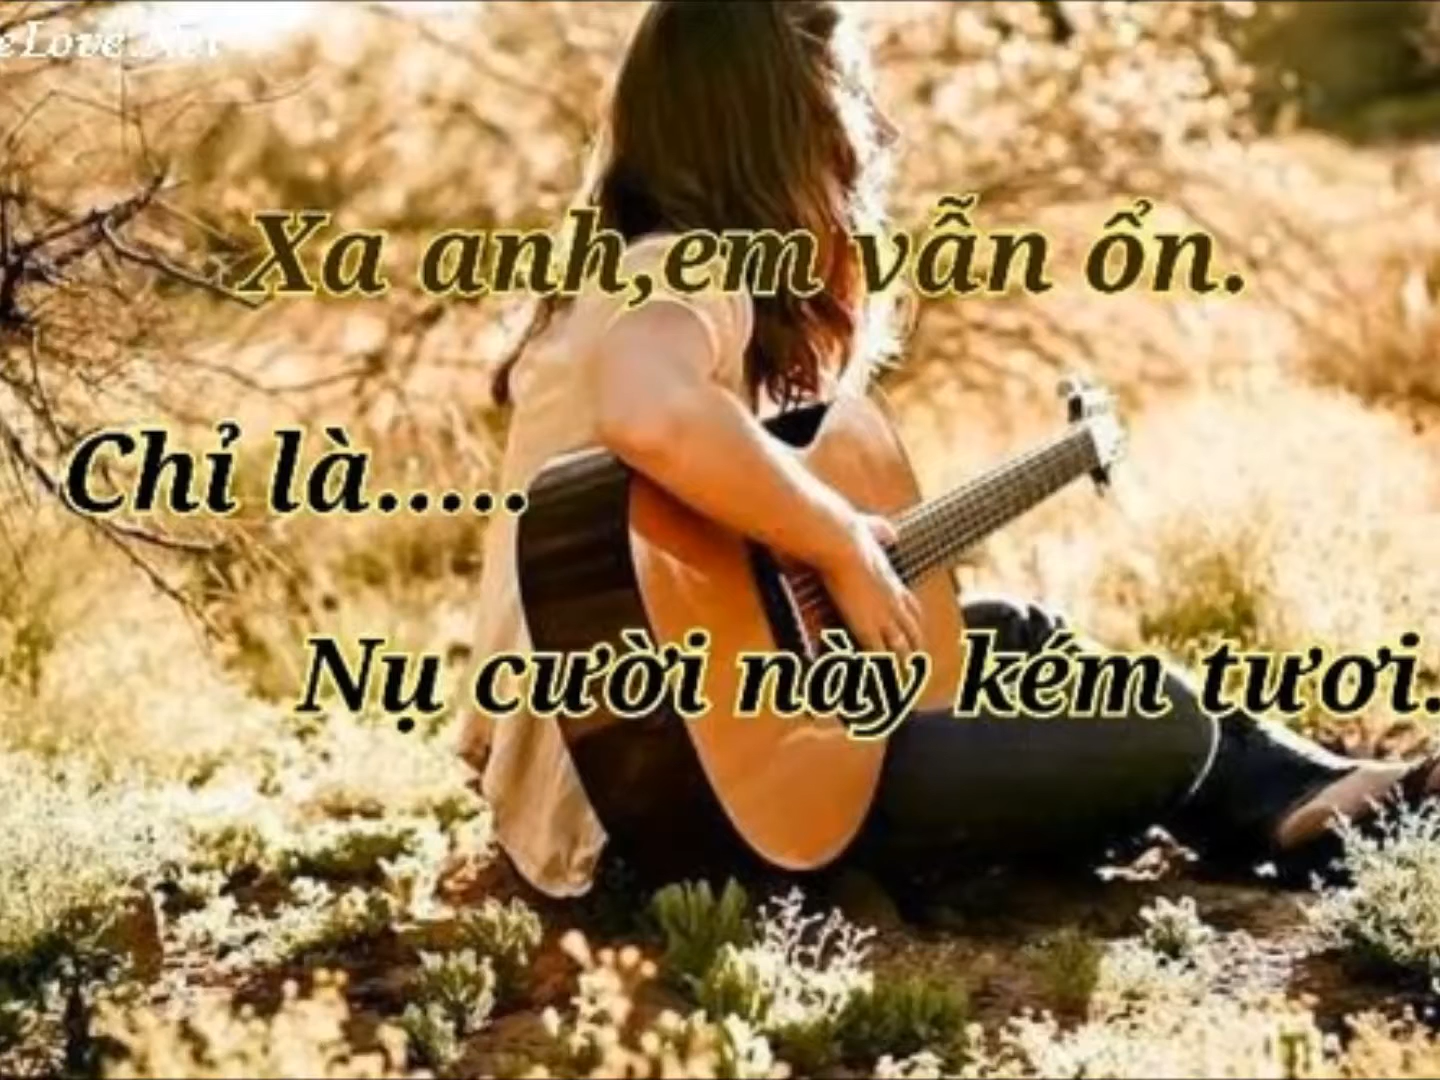 Xa anh,em vẫn ổn.
Chỉ là.....
Nụ cười này kém tươi.